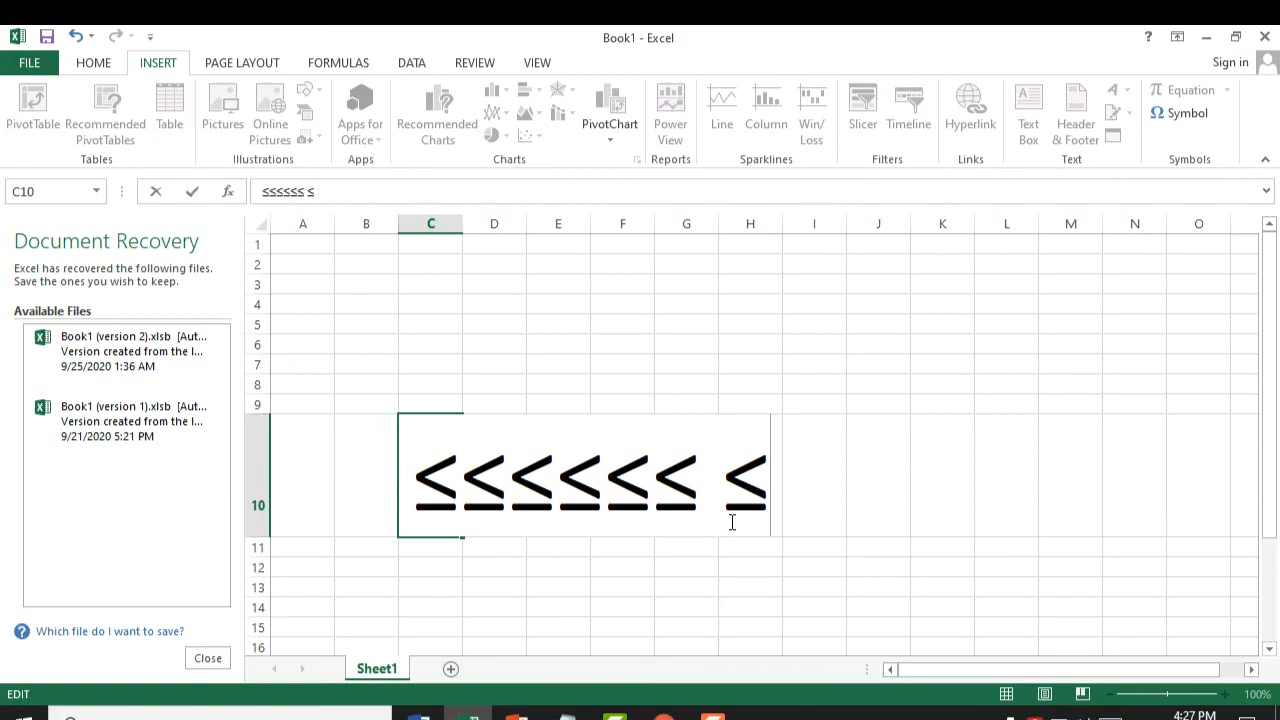 Book1 - Excel
?
FILE HOME INSERT PAGE LAYOUT FORMULAS DATA REVIEW VIEW Sign in
PivotTable Recommended PivotTables Table
Tables
Pictures Online Pictures
Illustrations
Apps for Office
Apps
Recommended Charts PivotChart
Charts
Power View
Reports
Line Column Win/Loss
Sparklines
Slicer Timeline
Filters
Hyperlink
Links
Text Box Header & Footer
Text
π Equation
Ω Symbol
Symbols
C10 fx ≤≤≤≤≤≤ ≤
Document Recovery
Excel has recovered the following files.
Save the ones you wish to keep.
Available Files
Book1 (version 2).xlsb [Aut...
Version created from the l...
9/25/2020 1:36 AM
Book1 (version 1).xlsb [Aut...
Version created from the l...
9/21/2020 5:21 PM
? Which file do I want to save?
Close
A B C D E F G H I J K L M N O
1
2
3
4
5
6
7
8
9
10 ≤≤≤≤≤≤ ≤
11
12
13
14
15
16
Sheet1
EDIT 100%
4:27 PM